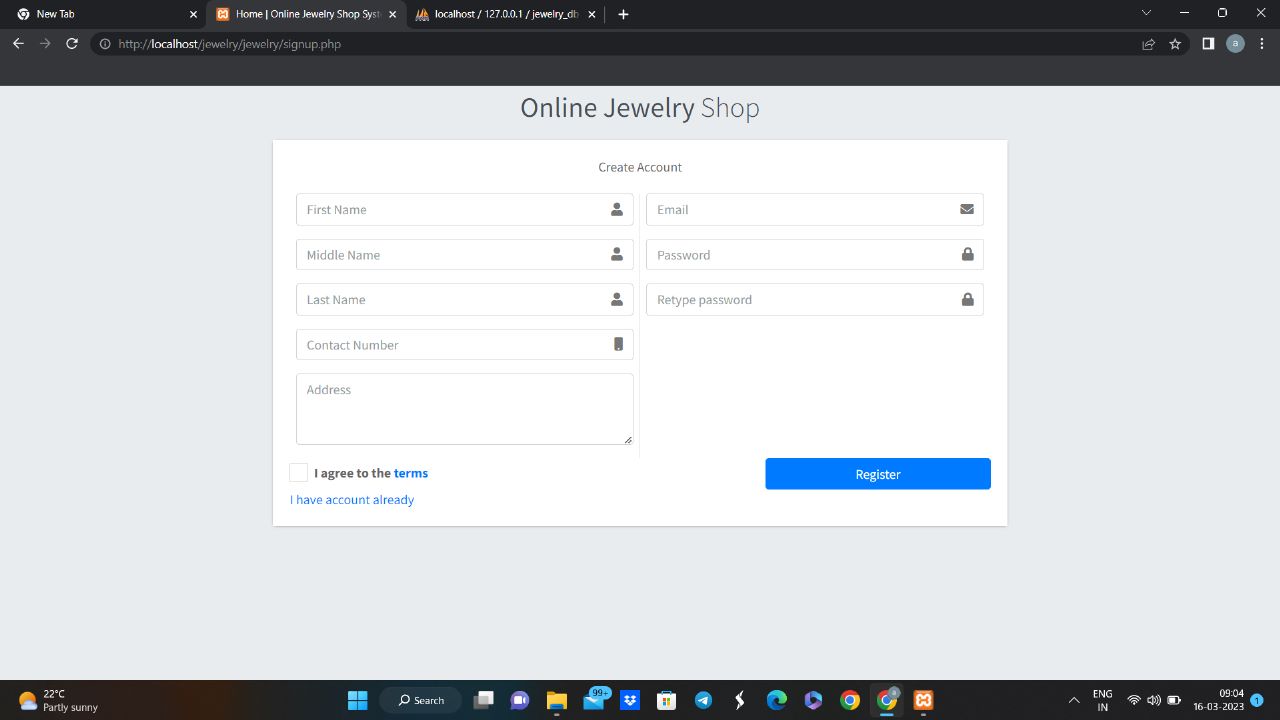 New Tab
Home | Online Jewelry Shop Syst
localhost / 127.0.0.1 / jewelry_db
http://localhost/jewelry/jewelry/signup.php
a
Online Jewelry Shop
Create Account
First Name
Email
Middle Name
Password
Last Name
Retype password
Contact Number
Address
I agree to the terms
Register
I have account already
22°C
Partly sunny
Search
99+
a
ENG
IN
09:04
16-03-2023
1